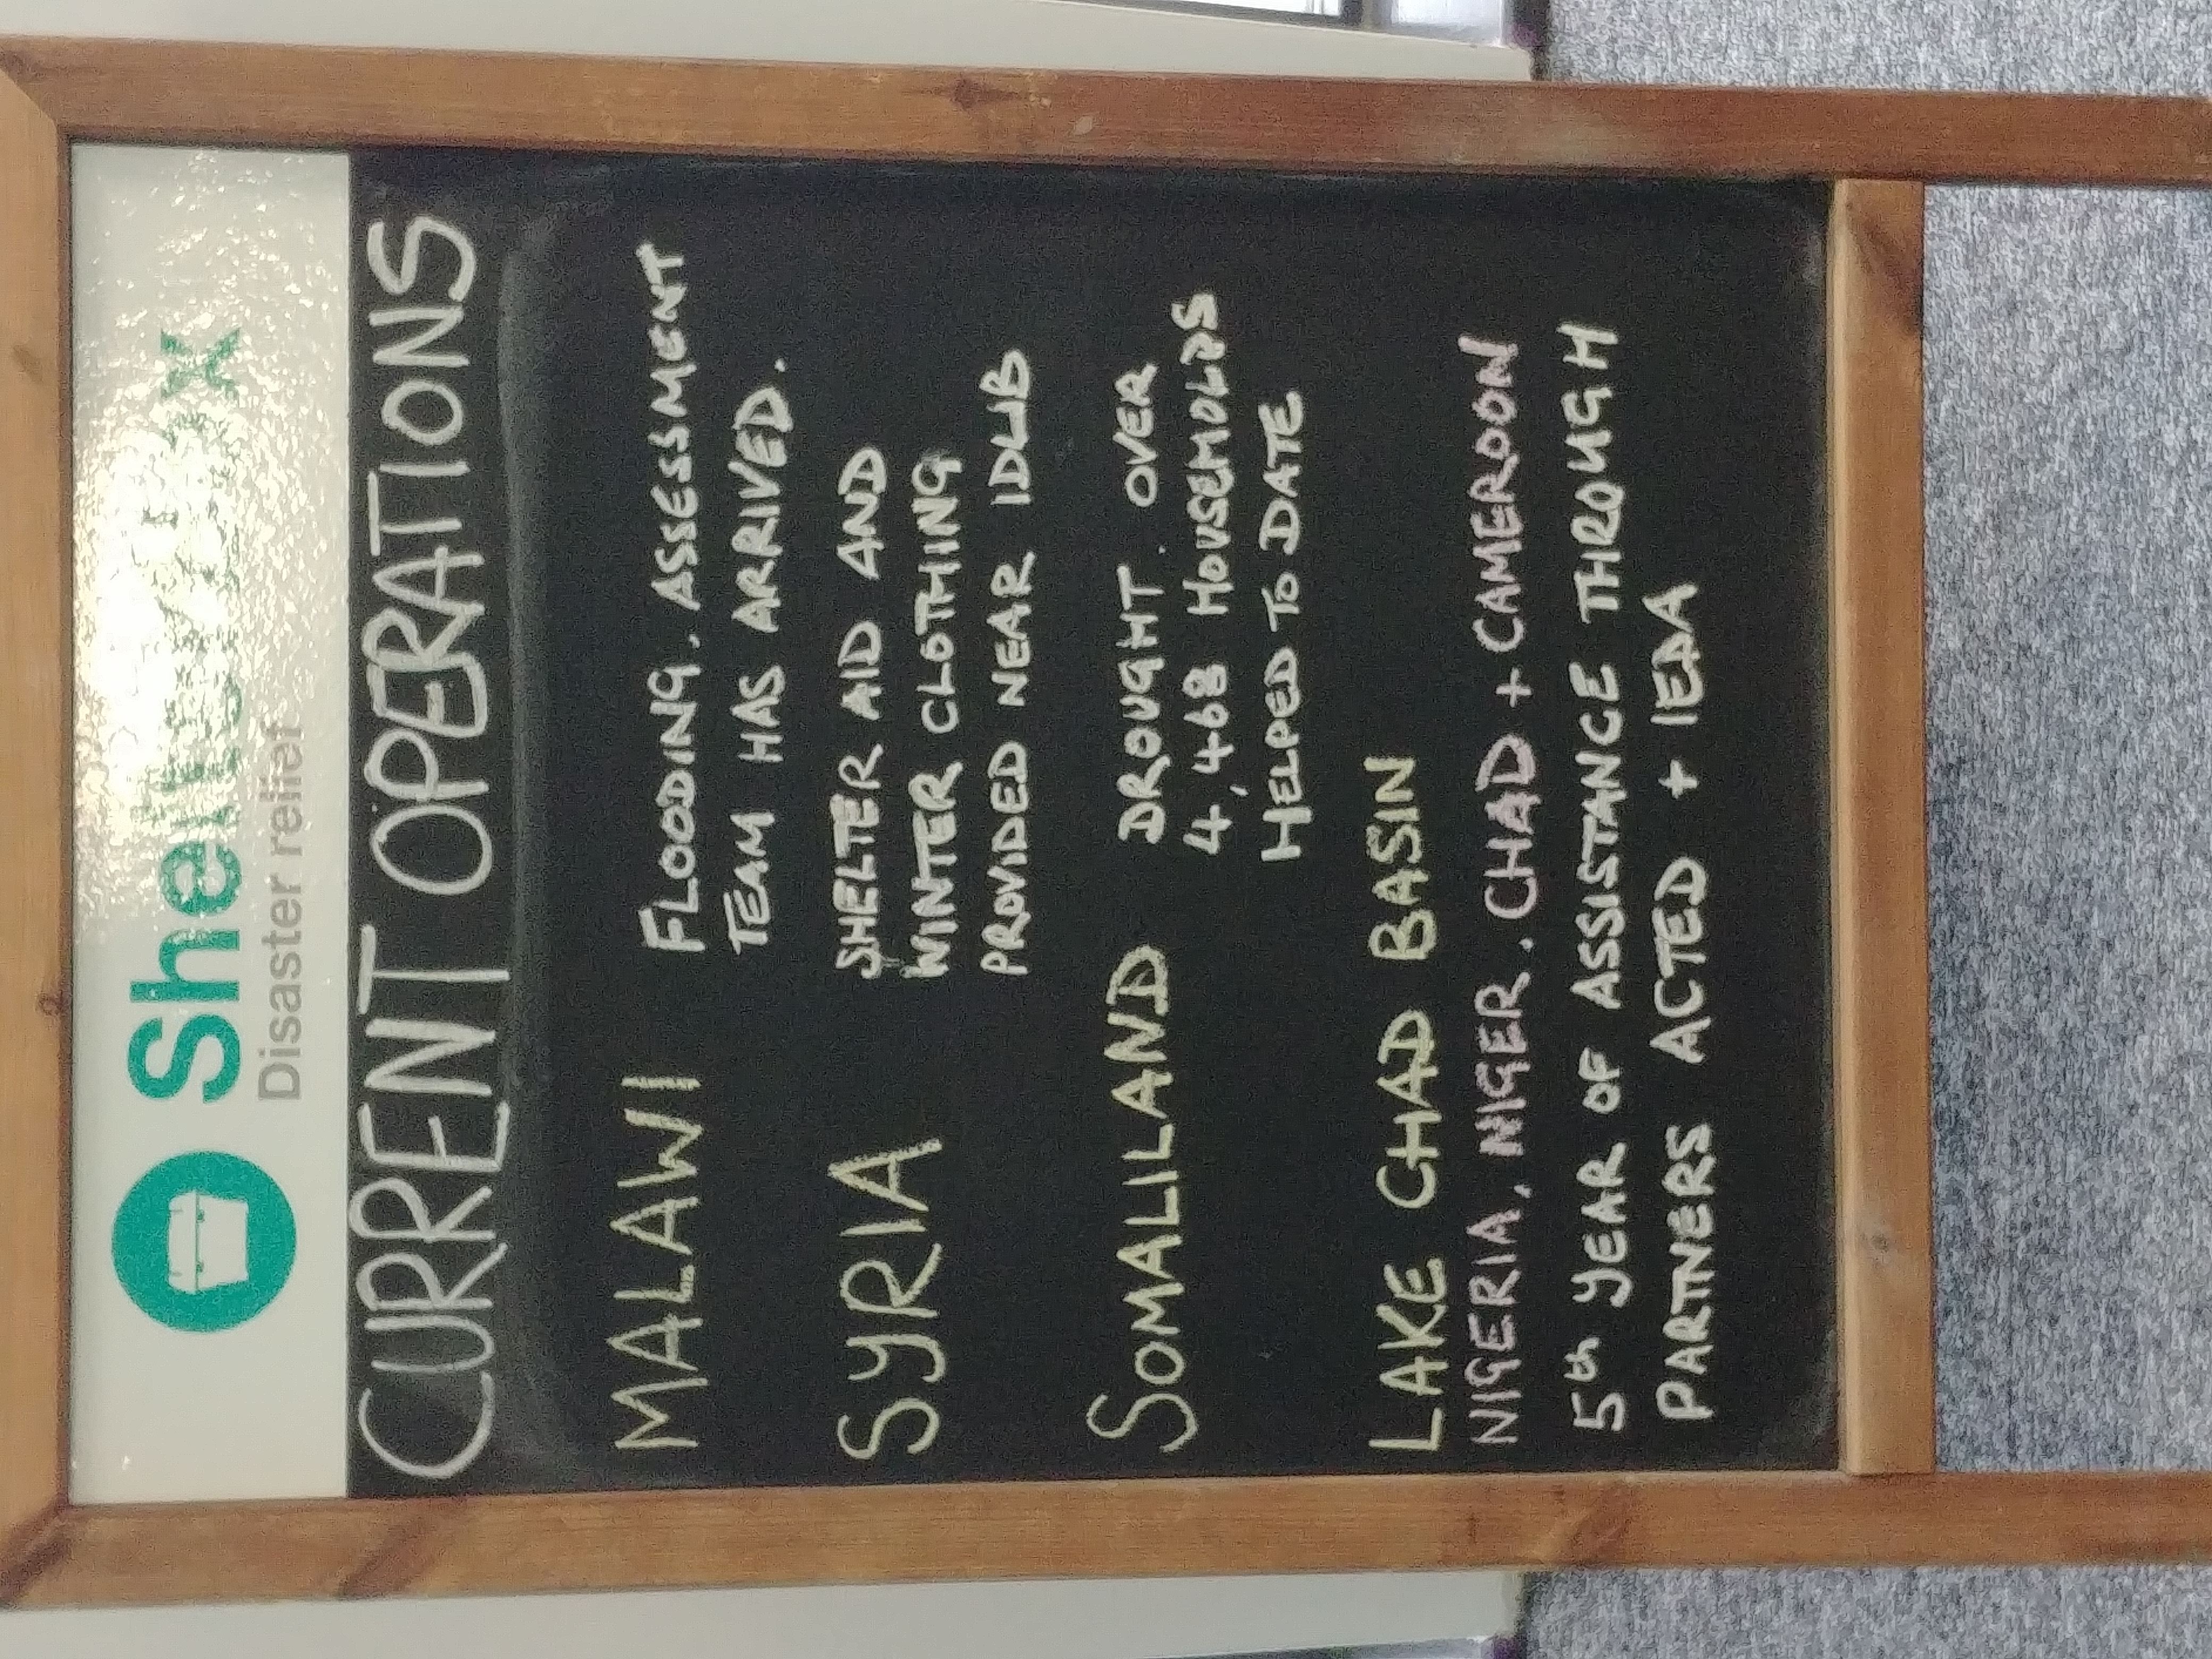 ShelterBox
Disaster relief
CURRENT OPERATIONS
MALAWI FLOODING. ASSESSMENT
TEAM HAS ARRIVED.
SYRIA SHELTER AID AND
WINTER CLOTHING
PROVIDED NEAR IDLIB
SOMALILAND DROUGHT. OVER
4,468 HOUSEHOLDS
HELPED TO DATE
LAKE CHAD BASIN
NIGERIA, NIGER, CHAD + CAMEROON
5th YEAR OF ASSISTANCE THROUGH
PARTNERS ACTED + IEDA